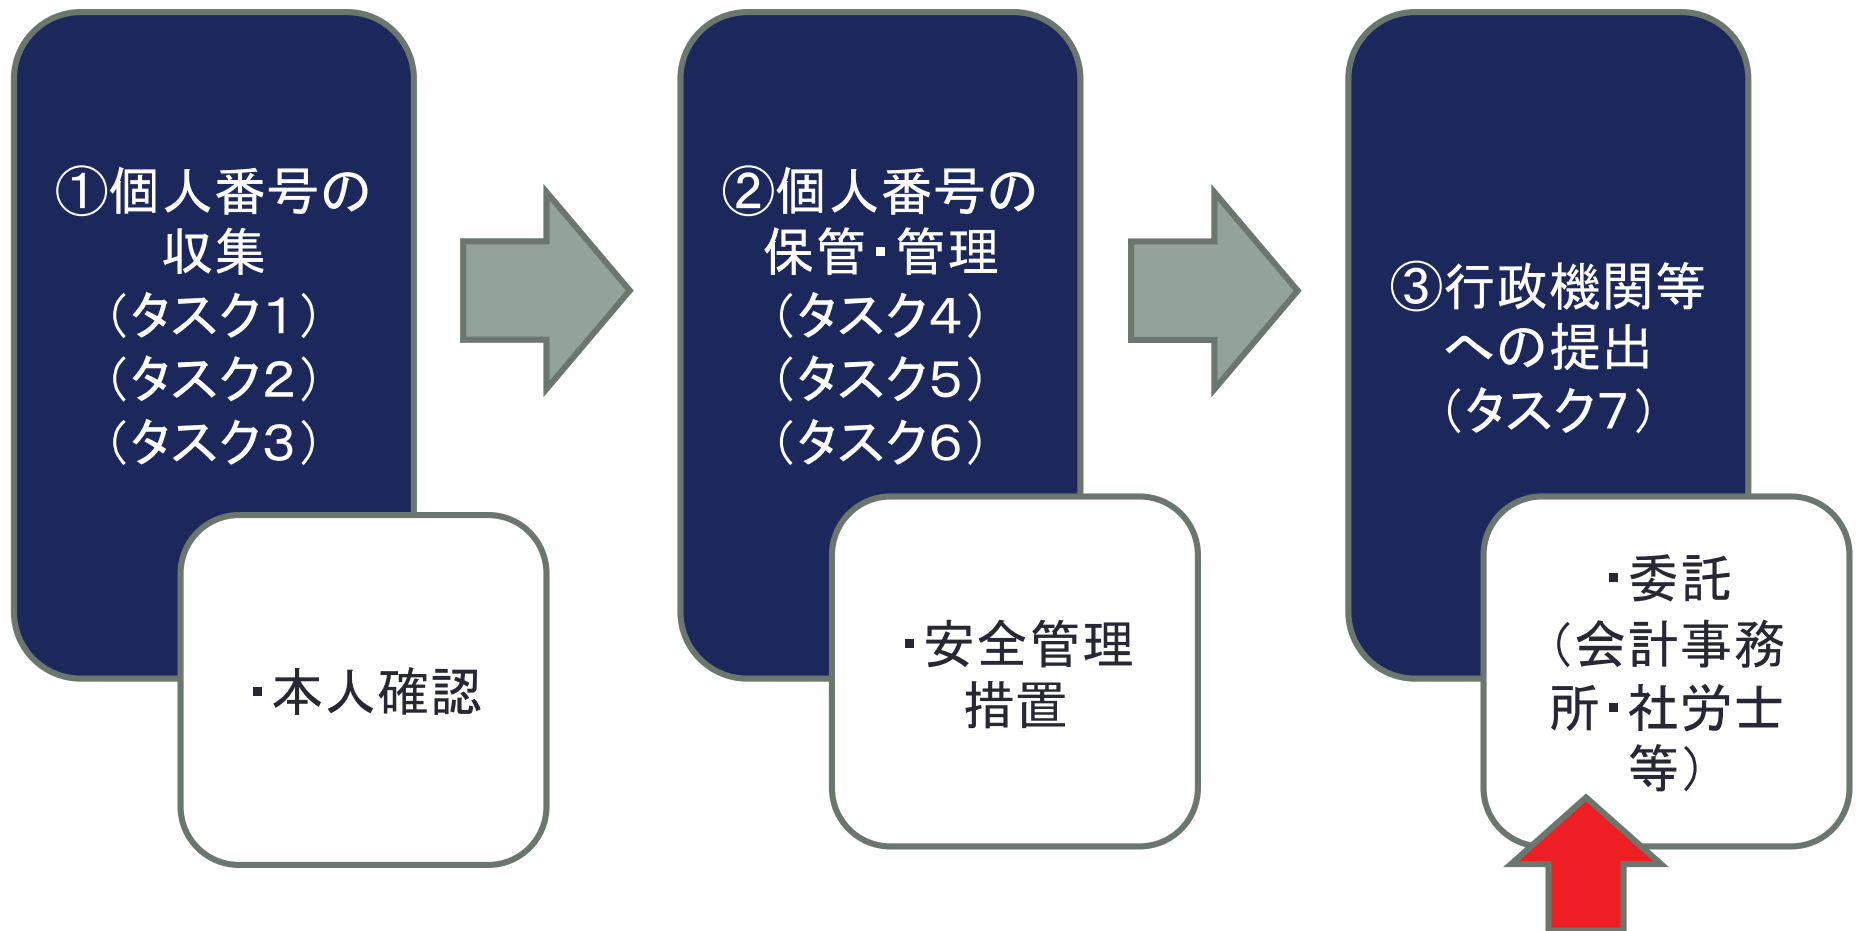 ①個人番号の
収集
（タスク１）
（タスク２）
（タスク３）
・本人確認
②個人番号の
保管・管理
（タスク４）
（タスク５）
（タスク６）
・安全管理
措置
③行政機関等
への提出
（タスク７）
・委託
（会計事務
所・社労士
等）